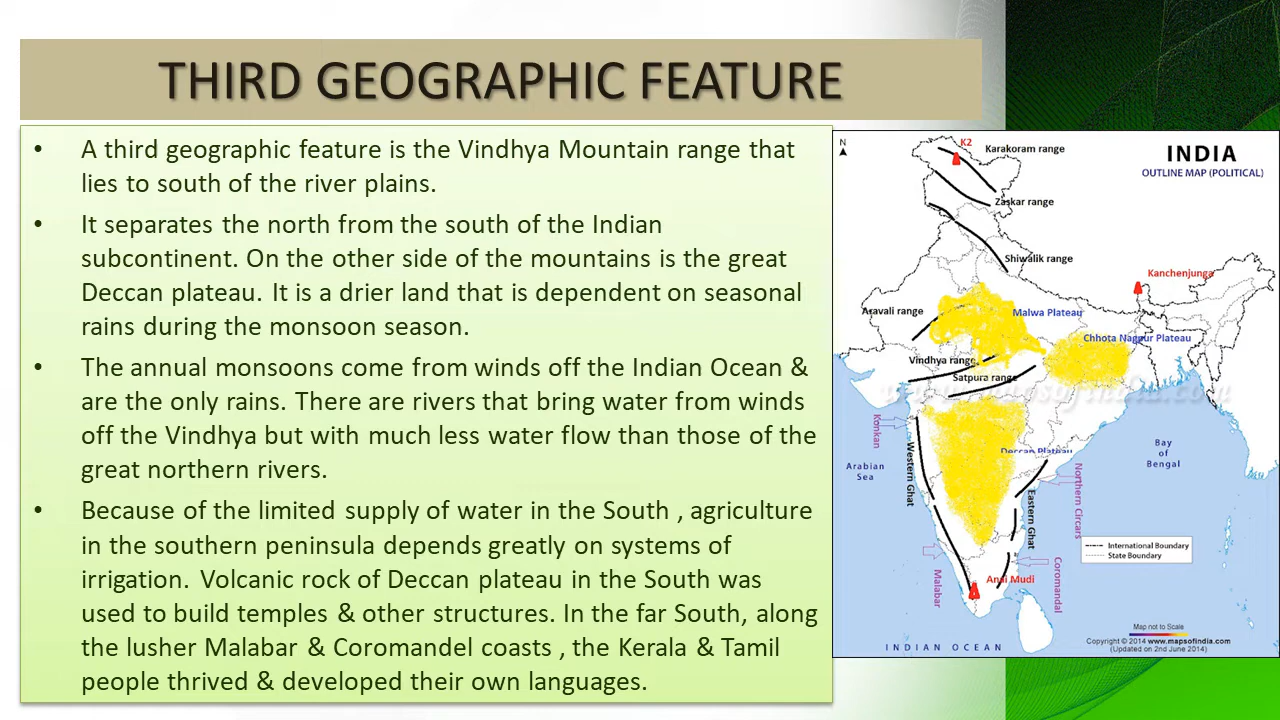 THIRD GEOGRAPHIC FEATURE
• A third geographic feature is the Vindhya Mountain range that
lies to south of the river plains.
• It separates the north from the south of the Indian
subcontinent. On the other side of the mountains is the great
Deccan plateau. It is a drier land that is dependent on seasonal
rains during the monsoon season.
• The annual monsoons come from winds off the Indian Ocean &
are the only rains. There are rivers that bring water from winds
off the Vindhya but with much less water flow than those of the
great northern rivers.
• Because of the limited supply of water in the South , agriculture
in the southern peninsula depends greatly on systems of
irrigation. Volcanic rock of Deccan plateau in the South was
used to build temples & other structures. In the far South, along
the lusher Malabar & Coromandel coasts , the Kerala & Tamil
people thrived & developed their own languages.
N
K2
Karakoram range
INDIA
OUTLINE MAP (POLITICAL)
Zaskar range
Shiwalik range
Kanchenjunga
Aravali range
Malwa Plateau
Chhota Nagpur Plateau
Vindhya range
Satpura range
Konkan
Western Ghat
Deccan Plateau
Arabian
Sea
Bay
of
Bengal
Northern Circars
Eastern Ghat
International Boundary
State Boundary
Malabar
Anai Mudi
Coromandal
Map not to Scale
Copyright © 2014 www.mapsofindia.com
(Updated on 2nd June 2014)
INDIAN OCEAN